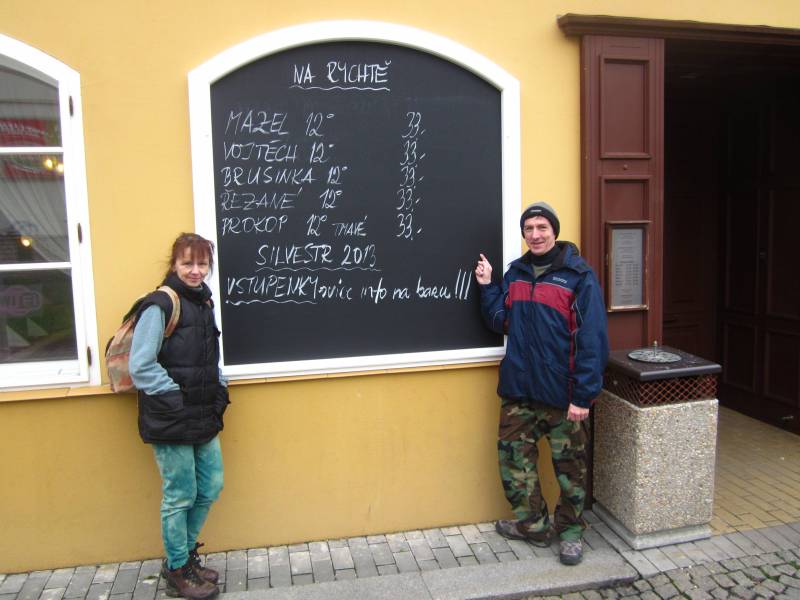 NA RYCHTĚ
MAZEL 12° 33,-
VOJTĚCH 12° 33,-
BRUSINKA 12° 33,-
ŘEZANÉ 12° 33,-
PROKOP 12° TMAVÉ 33,-
SILVESTR 2013
VSTUPENKY, více info na baru!!!